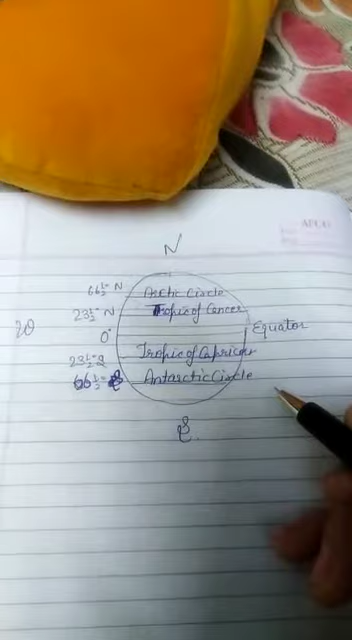 APCO
N
66½° N Arctic Circle
23½° N Tropic of Cancer
20 0° Equator
23½° S Tropic of Capricorn
66½° S Antarctic Circle
S.